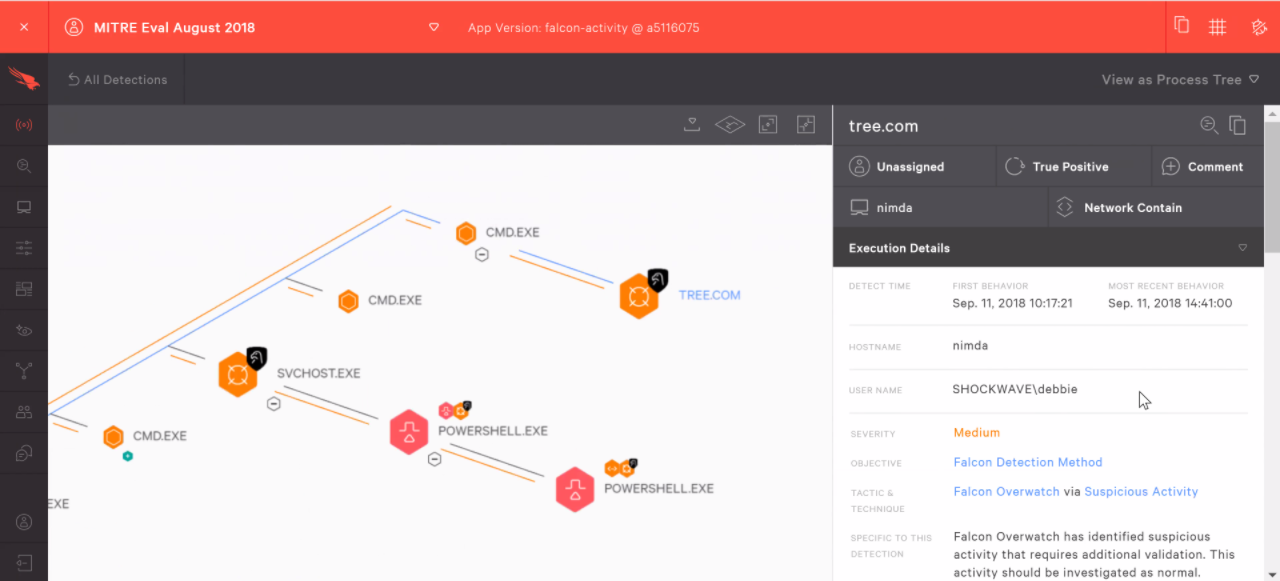 MITRE Eval August 2018
App Version: falcon-activity @ a5116075
All Detections
View as Process Tree
CMD.EXE
TREE.COM
CMD.EXE
SVCHOST.EXE
POWERSHELL.EXE
CMD.EXE
POWERSHELL.EXE
EXE
tree.com
Unassigned
True Positive
Comment
nimda
Network Contain
Execution Details
DETECT TIME
FIRST BEHAVIOR
Sep. 11, 2018 10:17:21
MOST RECENT BEHAVIOR
Sep. 11, 2018 14:41:00
HOSTNAME
nimda
USER NAME
SHOCKWAVE\debbie
SEVERITY
Medium
OBJECTIVE
Falcon Detection Method
TACTIC &
TECHNIQUE
Falcon Overwatch via Suspicious Activity
SPECIFIC TO THIS
DETECTION
Falcon Overwatch has identified suspicious
activity that requires additional validation. This
activity should be investigated as normal.